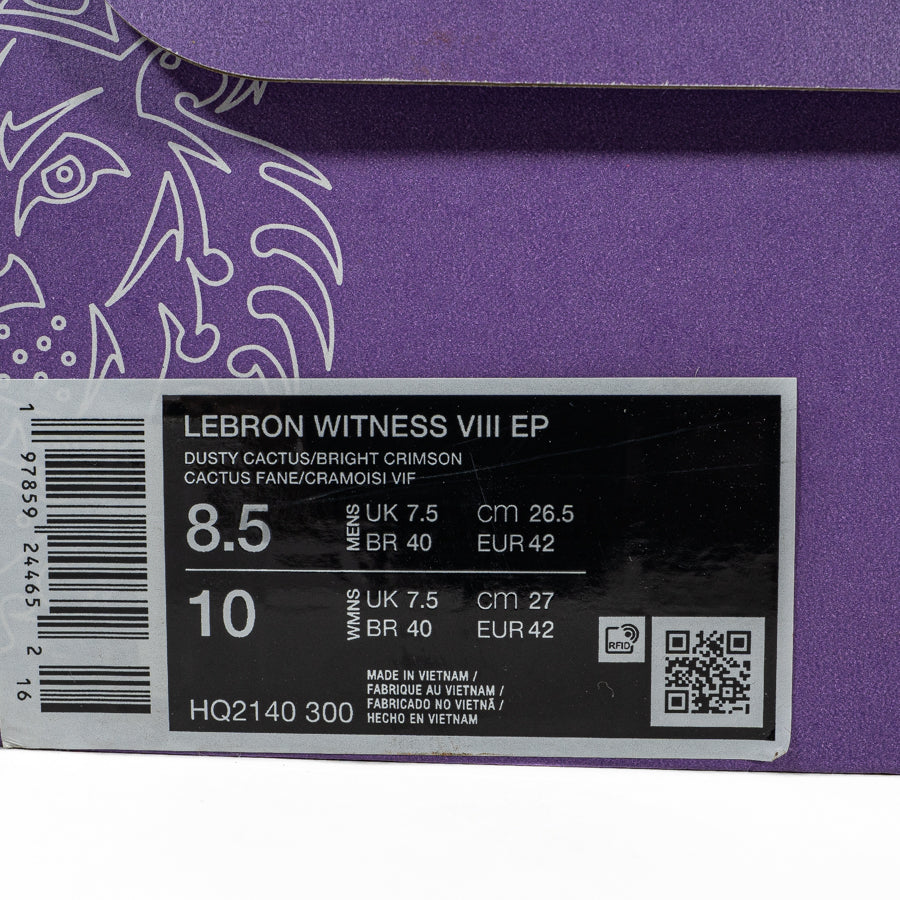 LEBRON WITNESS VIII EP
DUSTY CACTUS/BRIGHT CRIMSON
CACTUS FANE/CRAMOISI VIF
8.5 MENS UK 7.5 cm 26.5
BR 40 EUR 42
10 WMNS UK 7.5 cm 27
BR 40 EUR 42
RFID
HQ2140 300
MADE IN VIETNAM /
FABRIQUE AU VIETNAM /
FABRICADO NO VIETNÃ /
HECHO EN VIETNAM
1 97859 24465 2 16